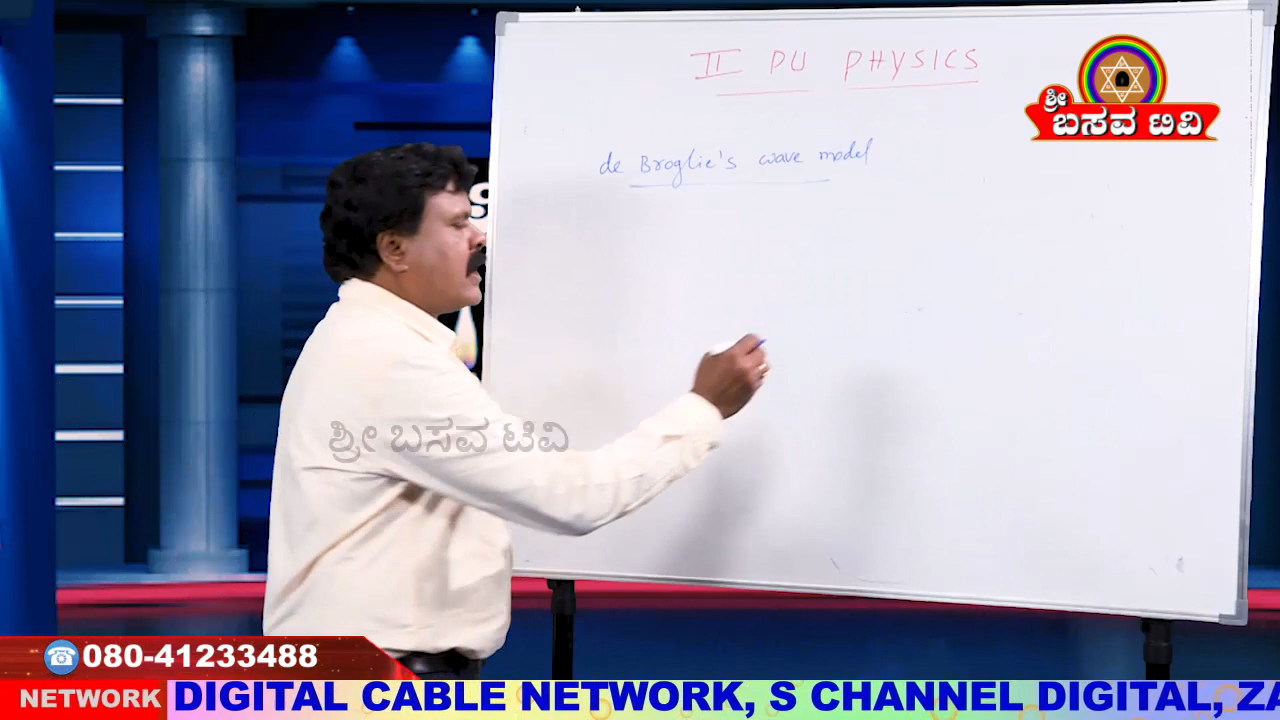 II PU PHYSICS
ಶ್ರೀ
ಬಸವ ಟಿವಿ
de Broglie's wave model
ಶ್ರೀ ಬಸವ ಟಿವಿ
080-41233488
NETWORK DIGITAL CABLE NETWORK, S CHANNEL DIGITAL, ZA